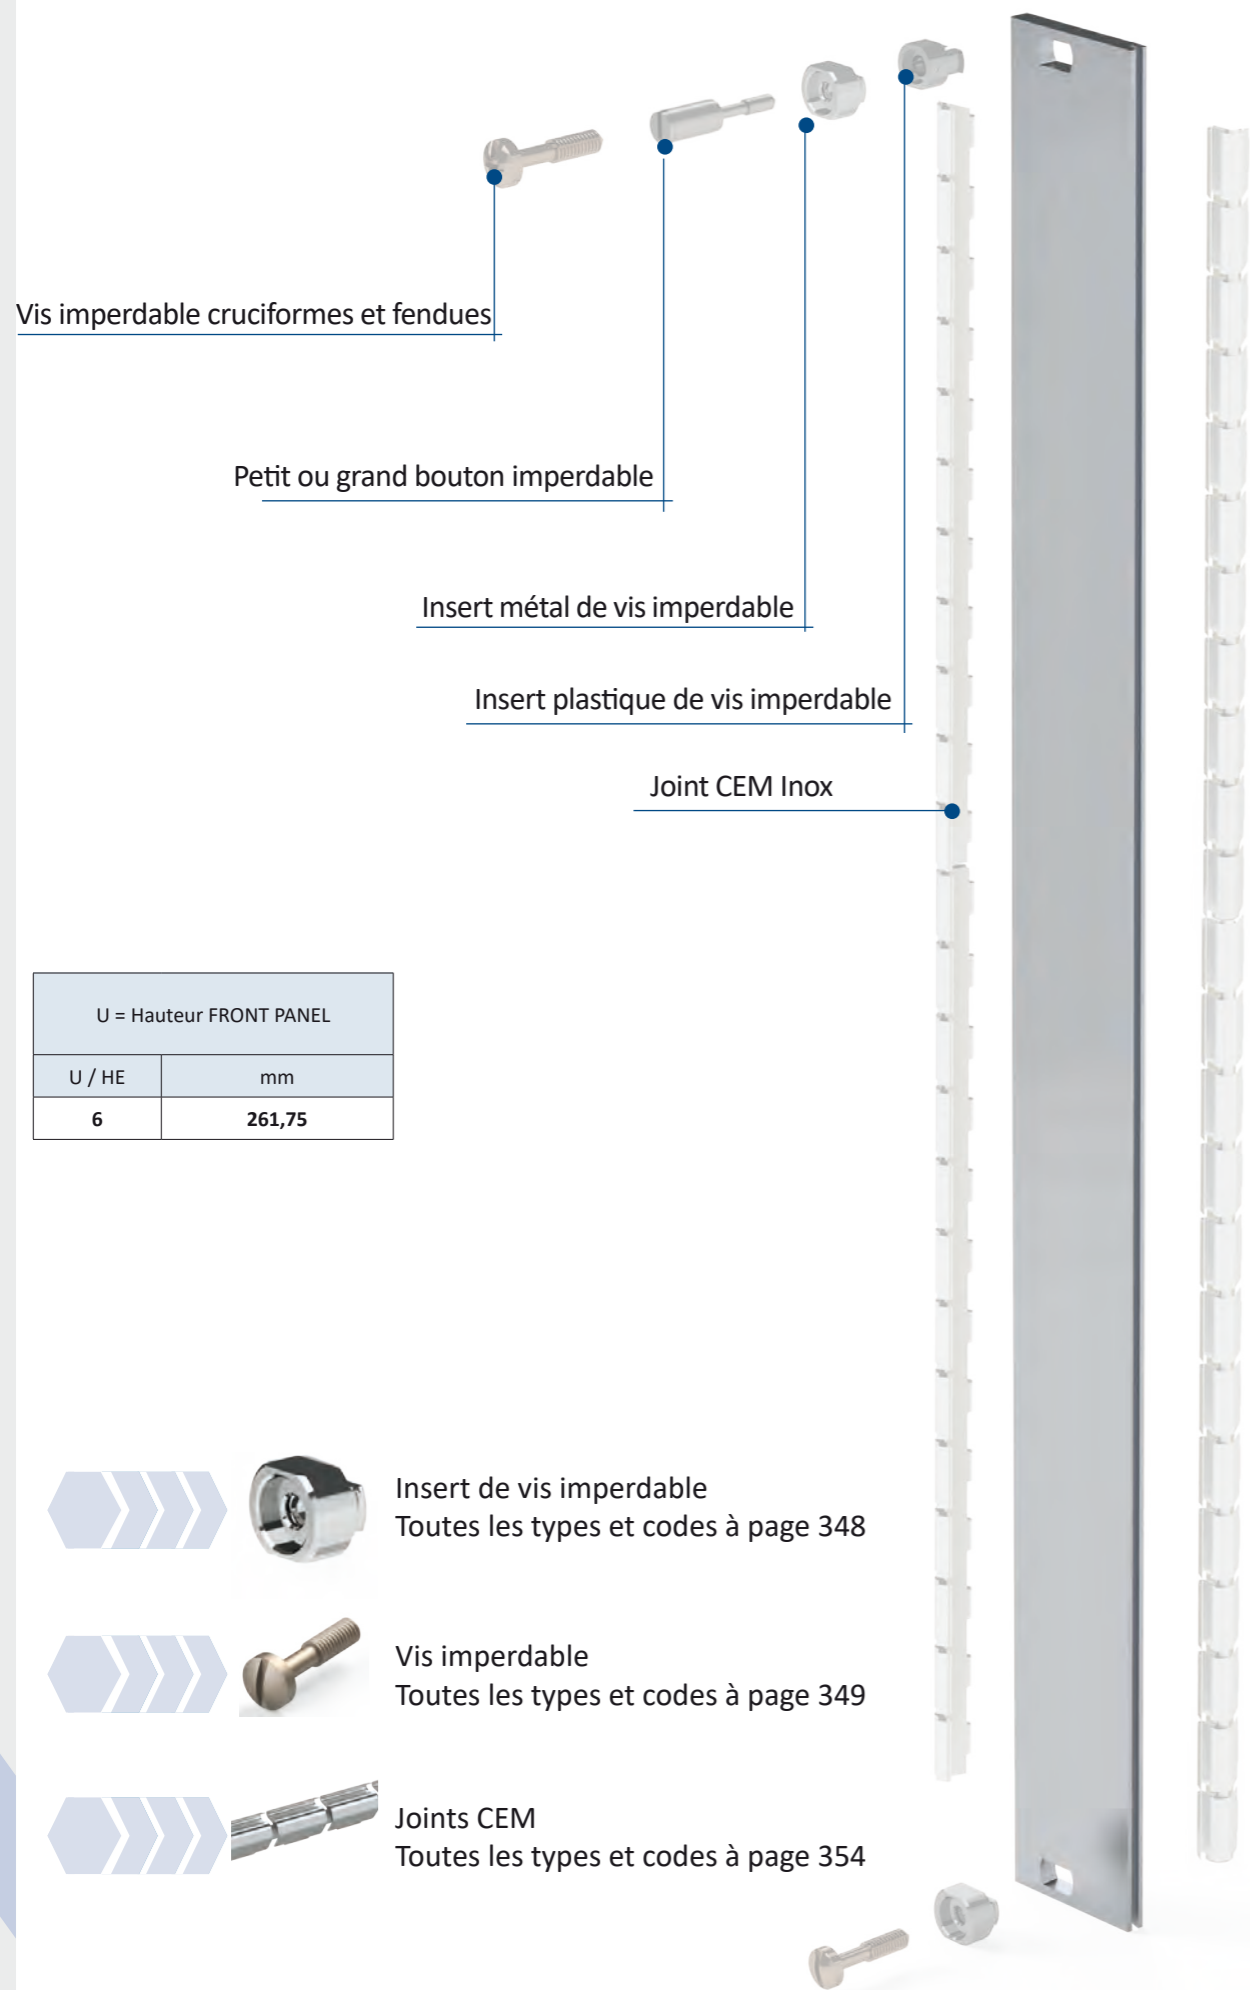 Vis imperdable cruciformes et fendues
Petit ou grand bouton imperdable
Insert métal de vis imperdable
Insert plastique de vis imperdable
Joint CEM Inox
U = Hauteur FRONT PANEL
U / HE mm
6 261,75
Insert de vis imperdable
Toutes les types et codes à page 348
Vis imperdable
Toutes les types et codes à page 349
Joints CEM
Toutes les types et codes à page 354